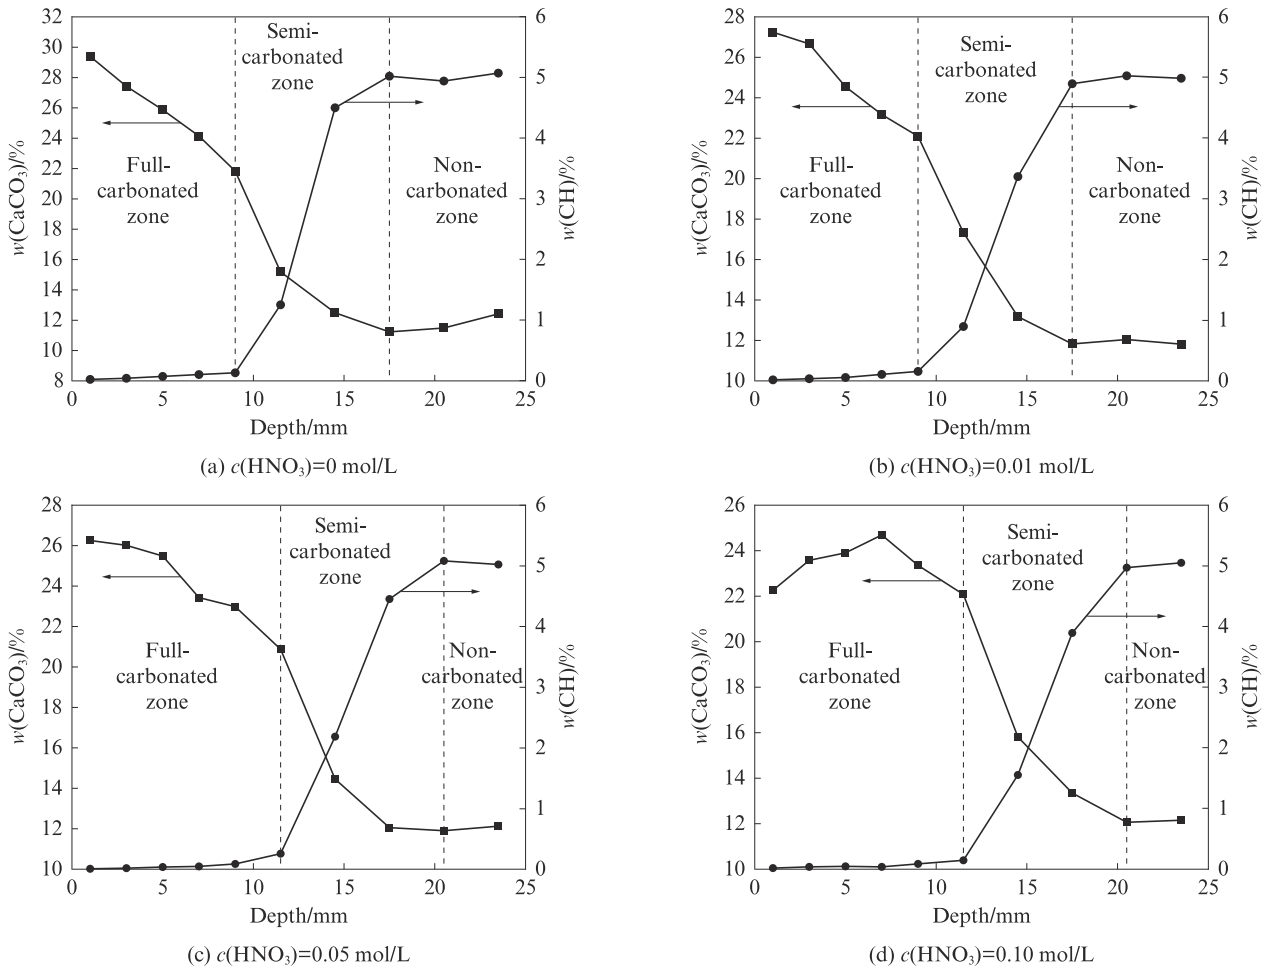 32
30
28
26
24
22
20
18
16
14
12
10
8
w(CaCO₃)/%
6
5
4
3
2
1
0
w(CH)/%
Semi-
carbonated
zone
Full-
carbonated
zone
Non-
carbonated
zone
0 5 10 15 20 25
Depth/mm
(a) c(HNO₃)=0 mol/L
28
26
24
22
20
18
16
14
12
10
w(CaCO₃)/%
6
5
4
3
2
1
0
w(CH)/%
Semi-
carbonated
zone
Full-
carbonated
zone
Non-
carbonated
zone
0 5 10 15 20 25
Depth/mm
(b) c(HNO₃)=0.01 mol/L
28
26
24
22
20
18
16
14
12
10
w(CaCO₃)/%
6
5
4
3
2
1
0
w(CH)/%
Semi-
carbonated
zone
Full-
carbonated
zone
Non-
carbonated
zone
0 5 10 15 20 25
Depth/mm
(c) c(HNO₃)=0.05 mol/L
26
24
22
20
18
16
14
12
10
w(CaCO₃)/%
6
5
4
3
2
1
0
w(CH)/%
Semi-
carbonated
zone
Full-
carbonated
zone
Non-
carbonated
zone
0 5 10 15 20 25
Depth/mm
(d) c(HNO₃)=0.10 mol/L